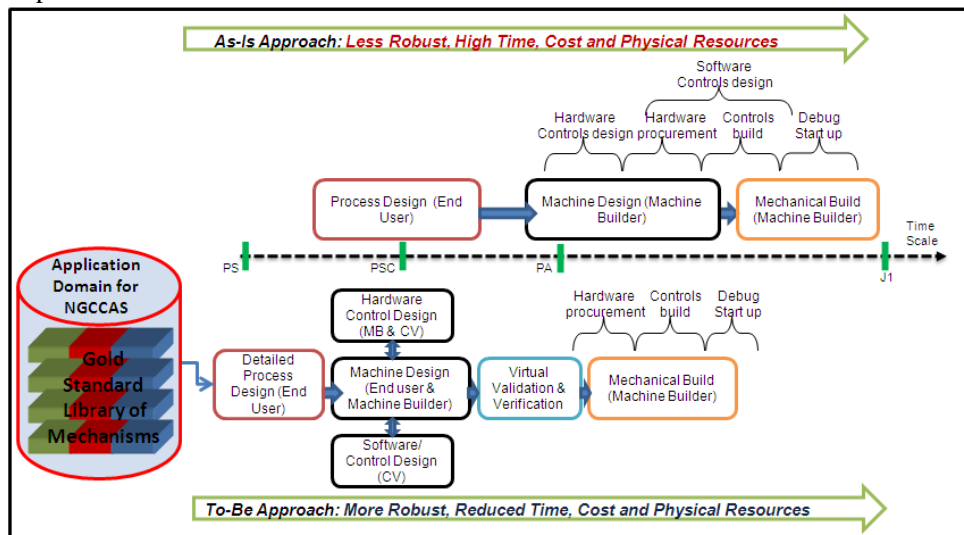 As-Is Approach: Less Robust, High Time, Cost and Physical Resources
Software
Controls design
Hardware
Controls design
Hardware
procurement
Controls
build
Debug
Start up
Process Design (End
User)
Machine Design (Machine
Builder)
Mechanical Build
(Machine Builder)
Time
Scale
PS
PSC
PA
J1
Application
Domain for
NGCCAS
Gold
Standard
Library of
Mechanisms
Hardware
Control Design
(MB & CV)
Detailed
Process
Design (End
User)
Machine Design
(End user &
Machine Builder)
Software/
Control Design
(CV)
Virtual
Validation &
Verification
Hardware
procurement
Controls
build
Debug
Start up
Mechanical Build
(Machine Builder)
To-Be Approach: More Robust, Reduced Time, Cost and Physical Resources